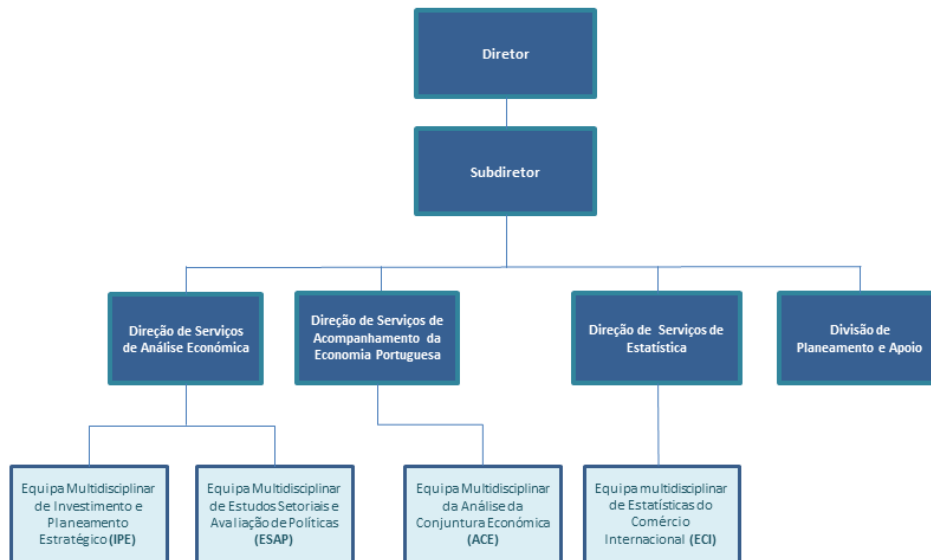 Diretor
Subdiretor
Direção de Serviços
de Análise Económica
Direção de Serviços de
Acompanhamento da
Economia Portuguesa
Direção de Serviços de
Estatística
Divisão de
Planeamento e Apoio
Equipa Multidisciplinar
de Investimento e
Planeamento
Estratégico (IPE)
Equipa Multidisciplinar
de Estudos Setoriais e
Avaliação de Políticas
(ESAP)
Equipa Multidisciplinar
da Análise da
Conjuntura Económica
(ACE)
Equipa multidisciplinar
de Estatísticas do
Comércio
Internacional (ECI)